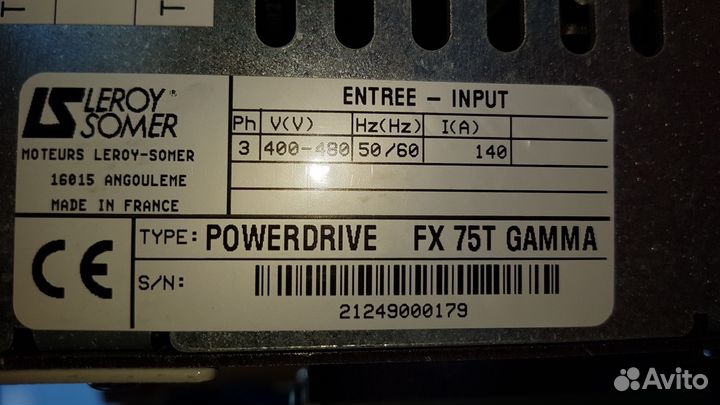 T
T
LEROY®
SOMER
MOTEURS LEROY-SOMER
16015 ANGOULEME
MADE IN FRANCE
ENTREE - INPUT
Ph V(V) Hz(Hz) I(A)
3 400-480 50/60 140
CE
TYPE: POWERDRIVE FX 75T GAMMA
S/N:
21249000179
Avito